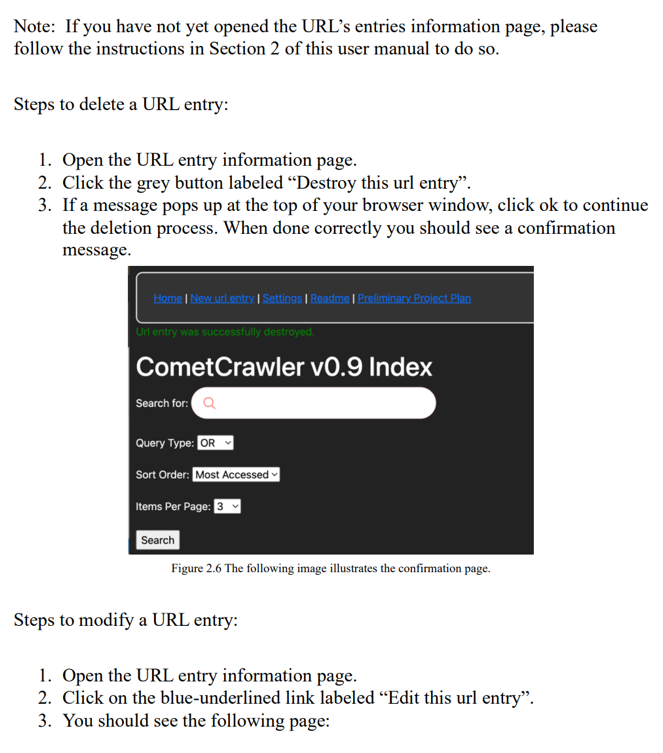 Note:  If you have not yet opened the URL’s entries information page, please
follow the instructions in Section 2 of this user manual to do so.
Steps to delete a URL entry:
1. Open the URL entry information page.
2. Click the grey button labeled “Destroy this url entry”.
3. If a message pops up at the top of your browser window, click ok to continue
the deletion process. When done correctly you should see a confirmation
message.
Home | New url entry | Settings | Readme | Preliminary Project Plan
Url entry was successfully destroyed.
CometCrawler v0.9 Index
Search for:
Query Type: OR
Sort Order: Most Accessed
Items Per Page: 3
Search
Figure 2.6 The following image illustrates the confirmation page.
Steps to modify a URL entry:
1. Open the URL entry information page.
2. Click on the blue-underlined link labeled “Edit this url entry”.
3. You should see the following page: